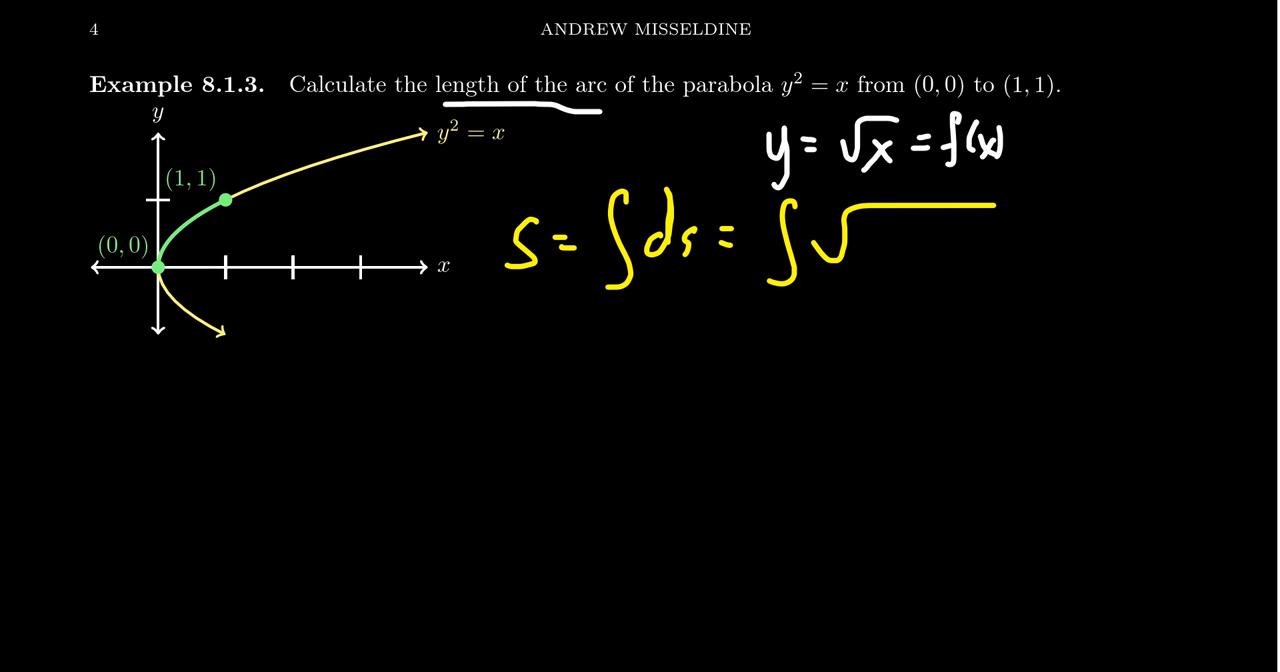 4 ANDREW MISSELDINE
Example 8.1.3. Calculate the length of the arc of the parabola y² = x from (0, 0) to (1, 1).
y
y² = x
y = √x = f(x)
(1, 1)
S = ∫ ds = ∫ √
(0, 0)
x